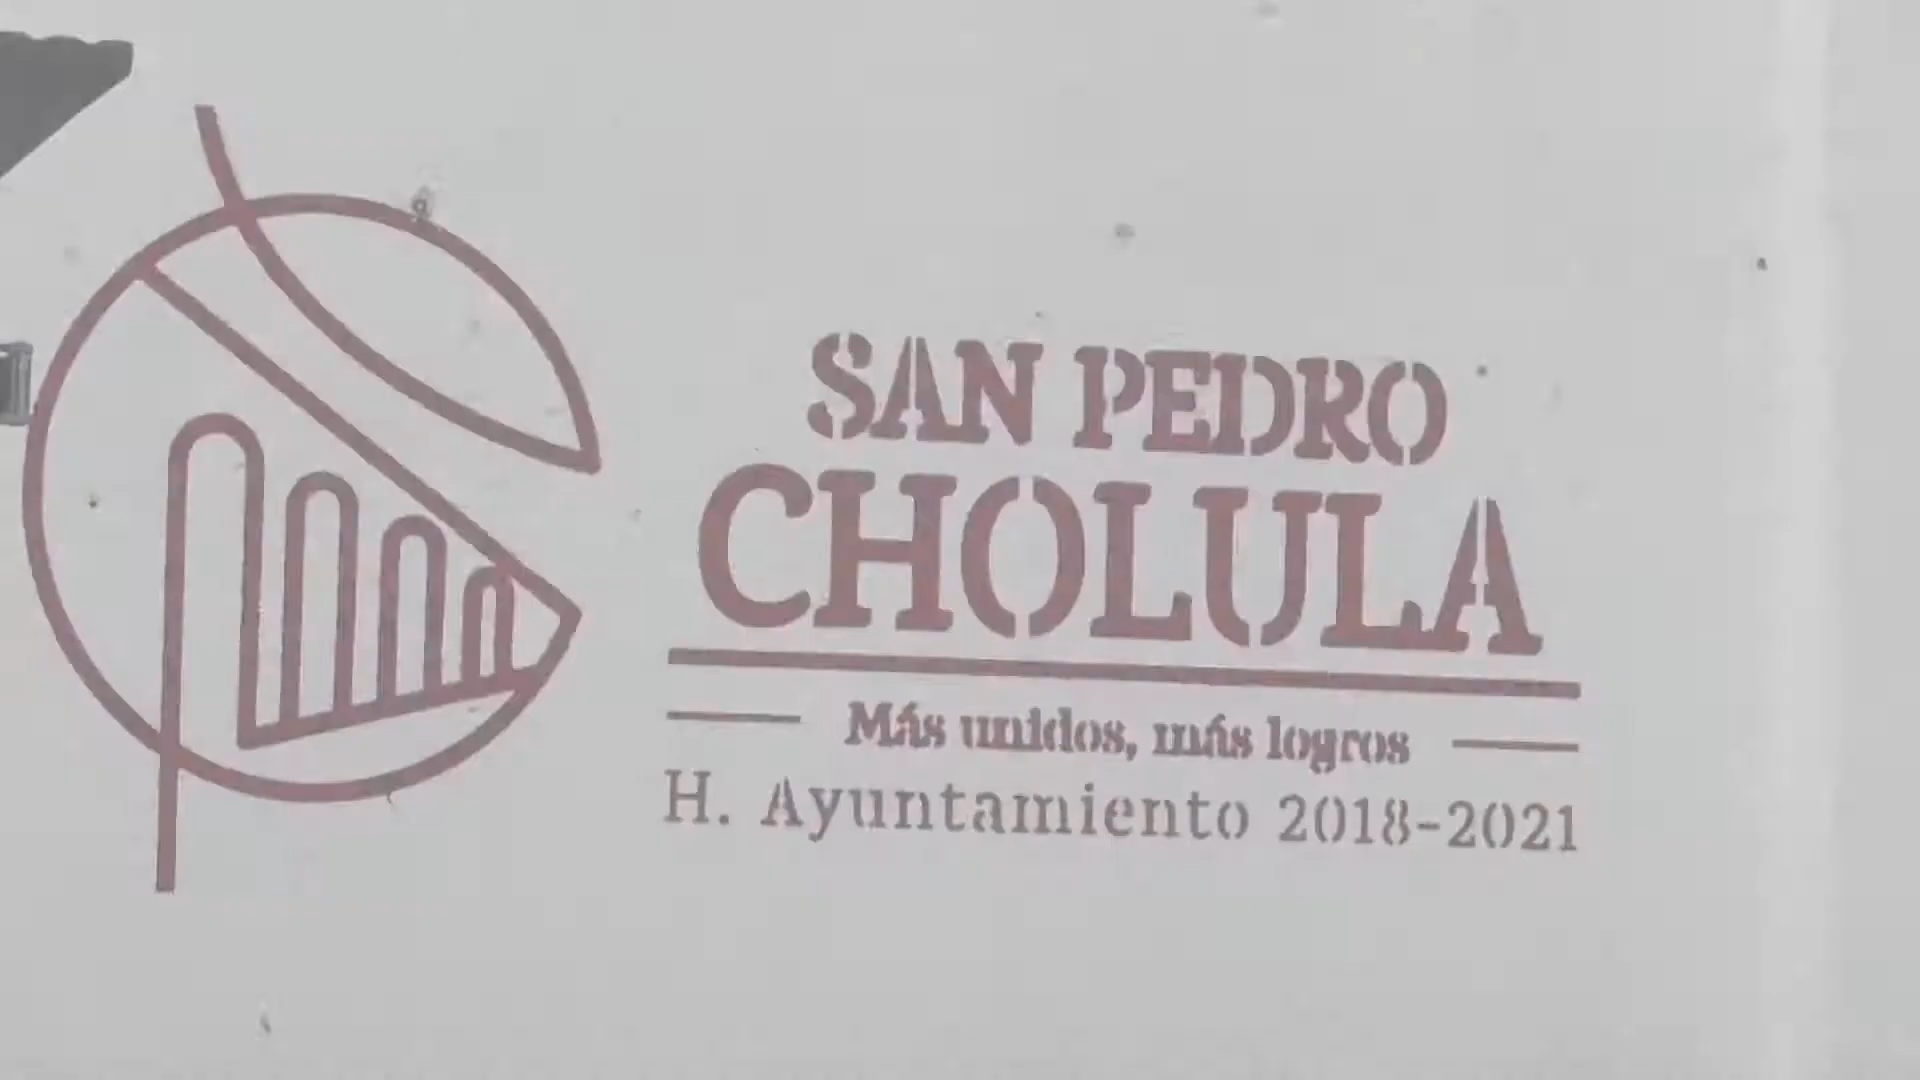 SAN PEDRO
CHOLULA
Más unidos, más logros
H. Ayuntamiento 2018-2021